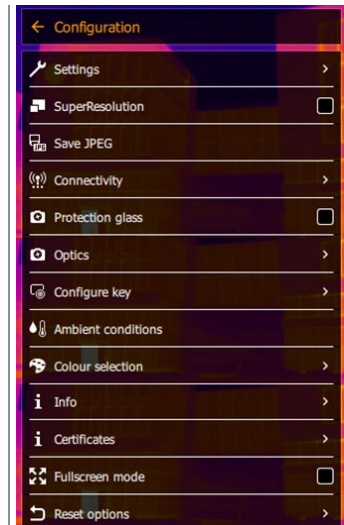 Configuration
Settings
SuperResolution
JPG
Save JPEG
Connectivity
Protection glass
Optics
Configure key
Ambient conditions
Colour selection
Info
Certificates
Fullscreen mode
Reset options